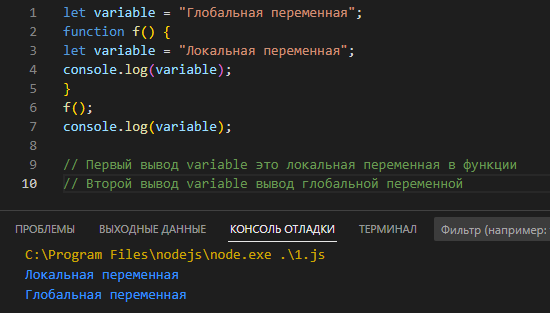 1 let variable = "Глобальная переменная";
2 function f() {
3 let variable = "Локальная переменная";
4 console.log(variable);
5 }
6 f();
7 console.log(variable);
8
9 // Первый вывод variable это локальная переменная в функции
10 // Второй вывод variable вывод глобальной переменной
ПРОБЛЕМЫ ВЫХОДНЫЕ ДАННЫЕ КОНСОЛЬ ОТЛАДКИ ТЕРМИНАЛ Фильтр (например:
C:\Program Files\nodejs\node.exe .\1.js
Локальная переменная
Глобальная переменная